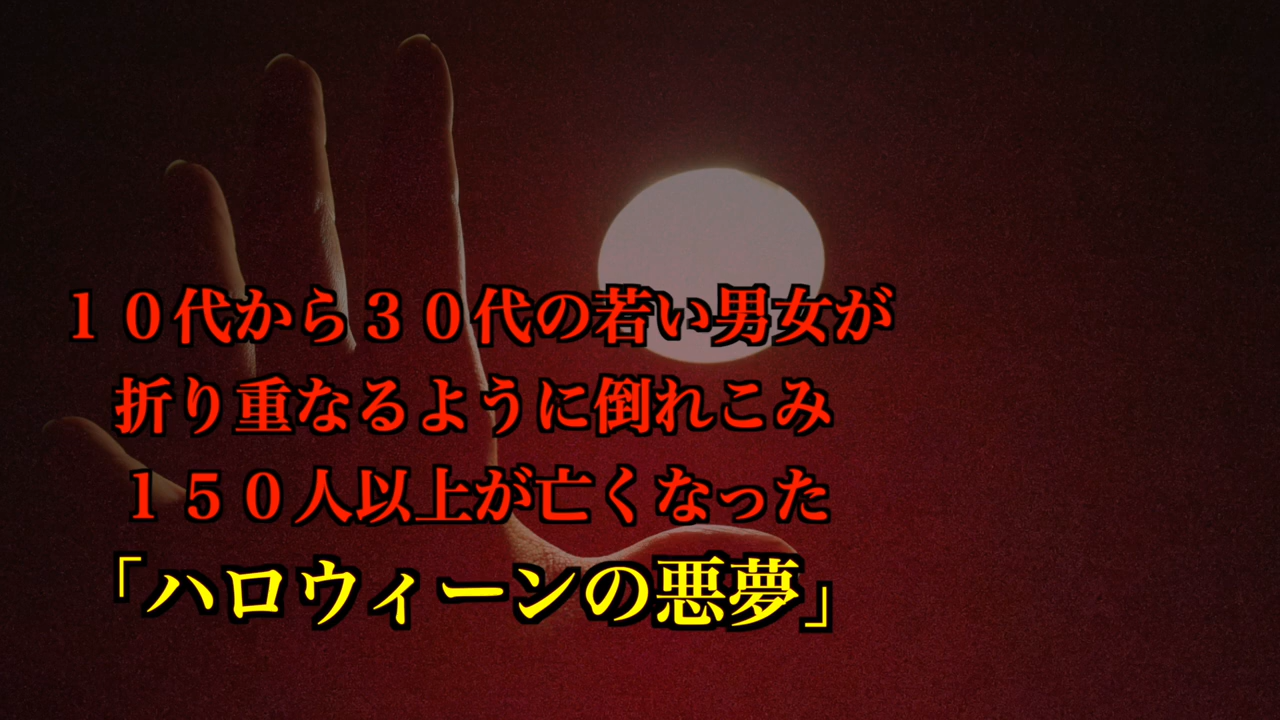 １０代から３０代の若い男女が
折り重なるように倒れこみ
１５０人以上が亡くなった
「ハロウィーンの悪夢」